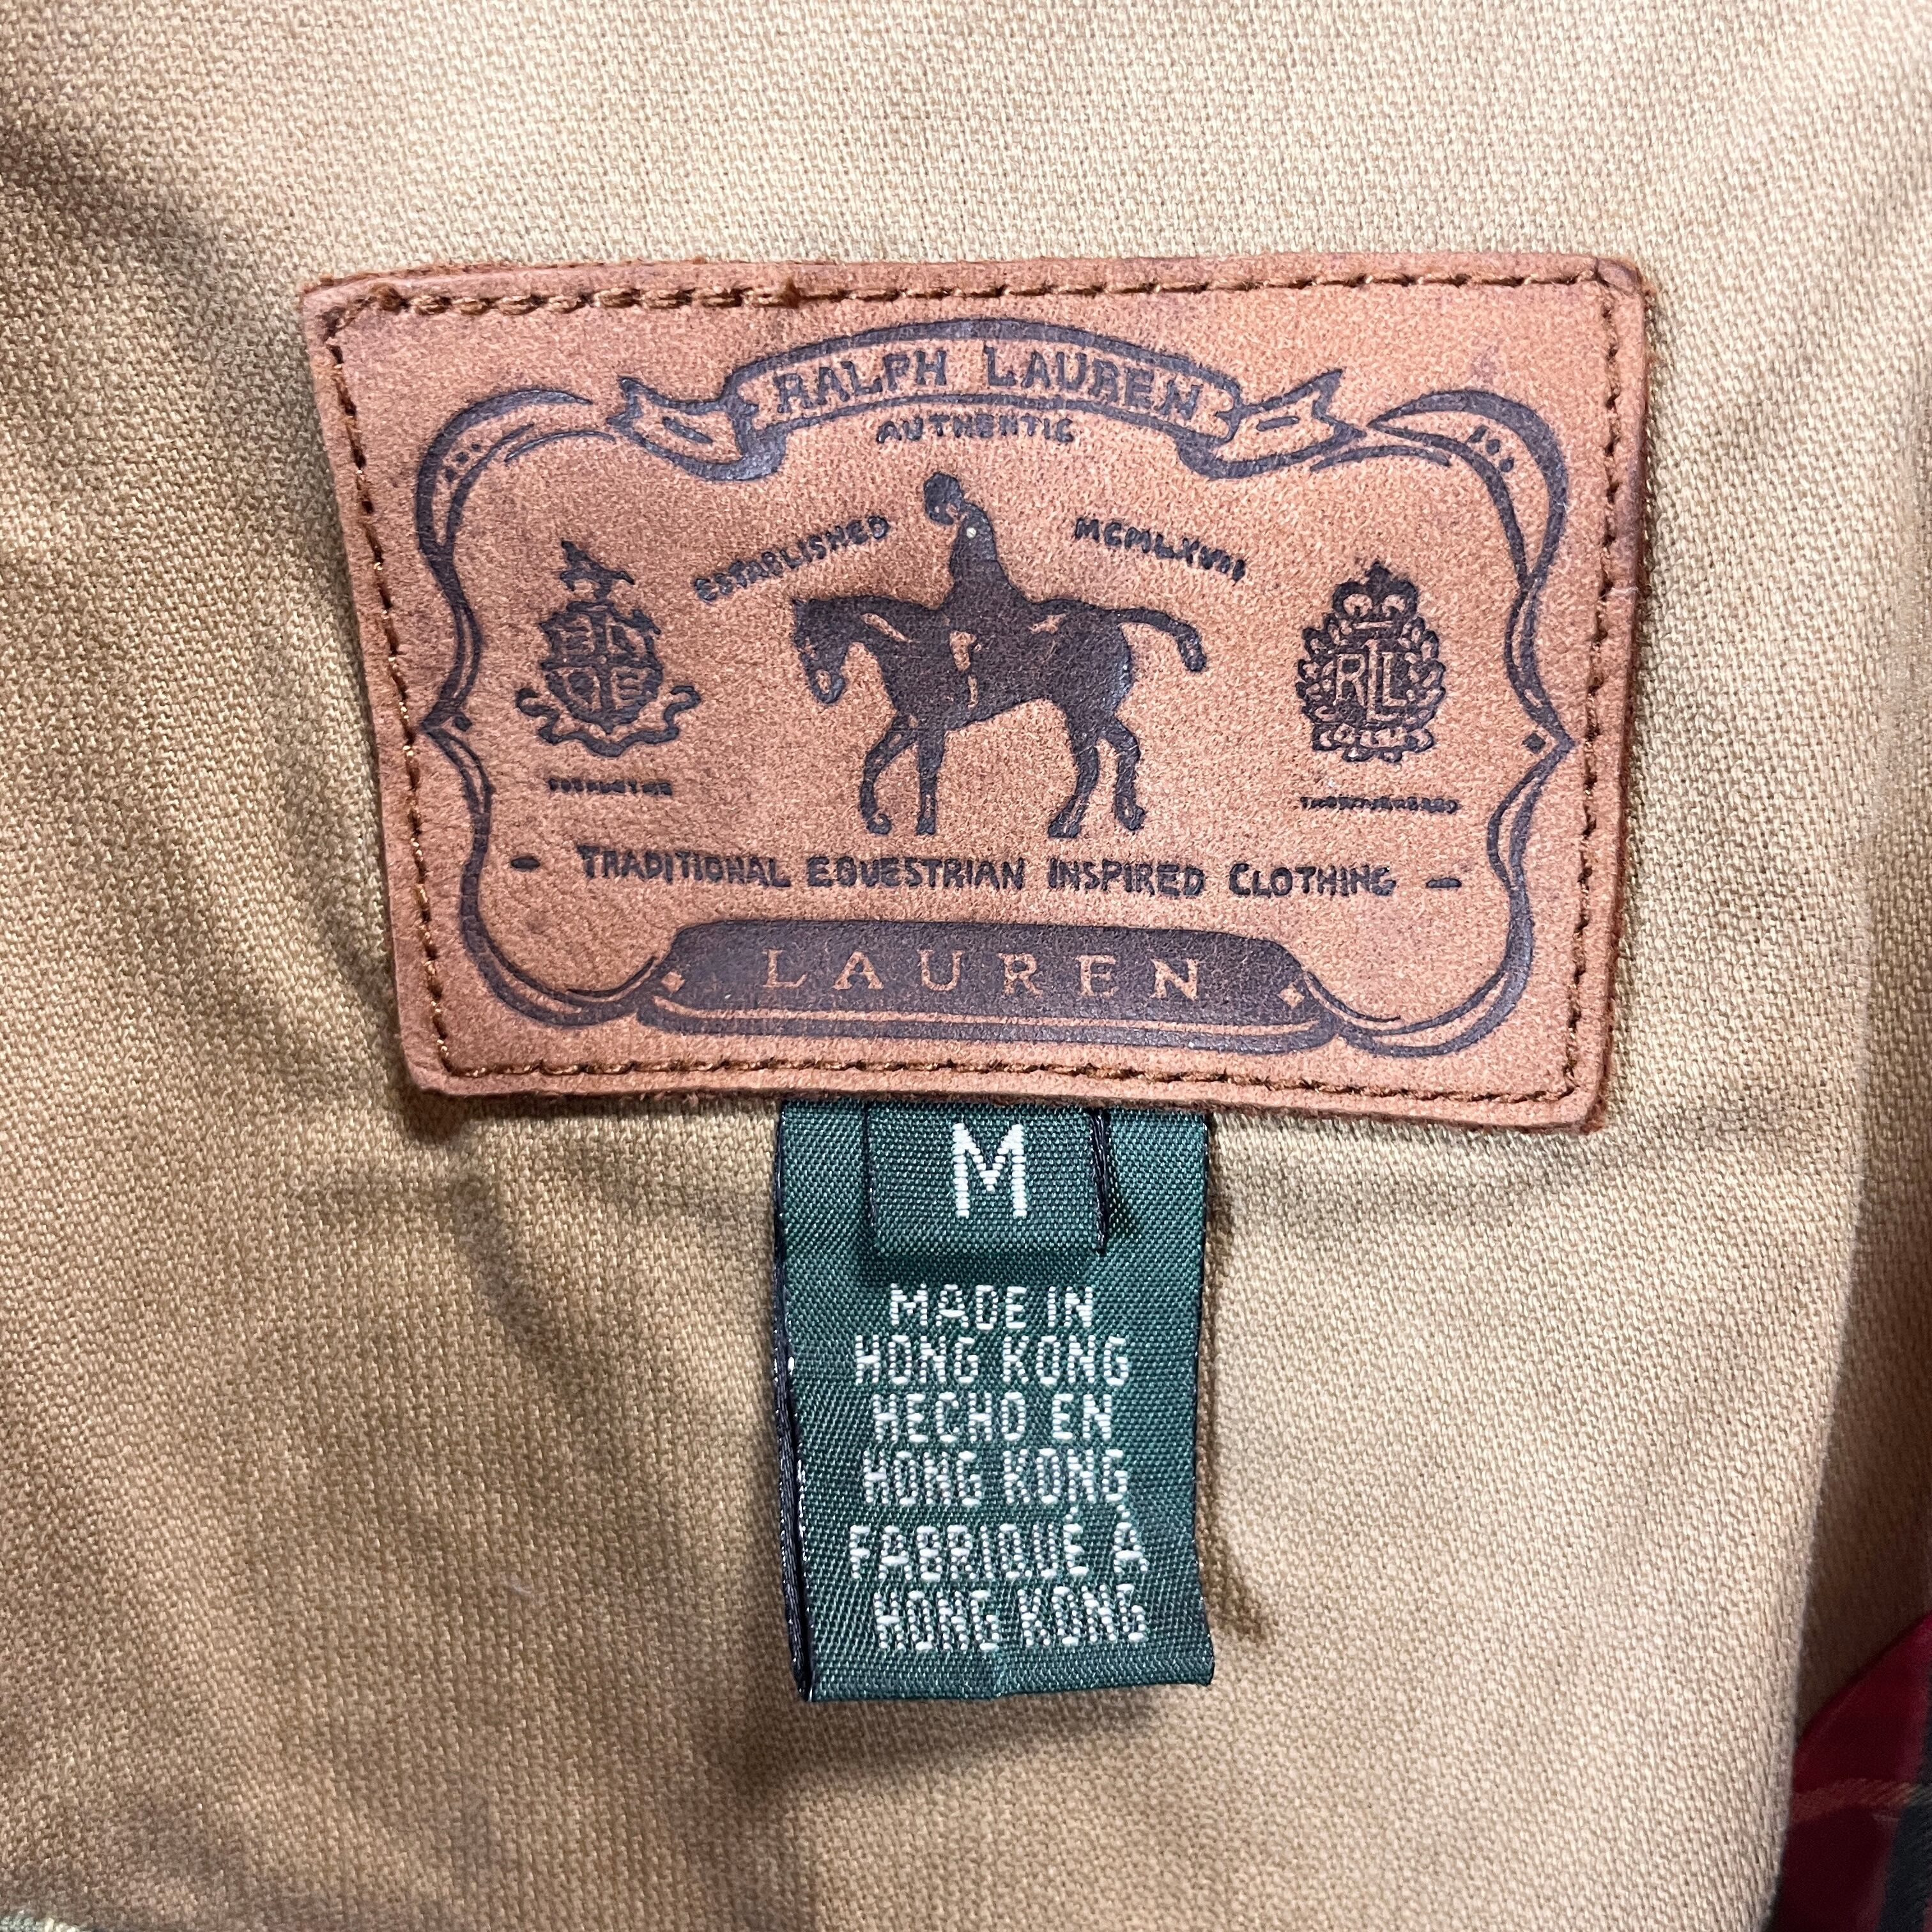 RALPH LAUREN
AUTHENTIC
ESTABLISHED MCMLXVII
RL
THOROUGHBRED
- TRADITIONAL EQUESTRIAN INSPIRED CLOTHING -
LAUREN
M
MADE IN
HONG KONG
HECHO EN
HONG KONG
FABRIQUÉ À
HONG KONG